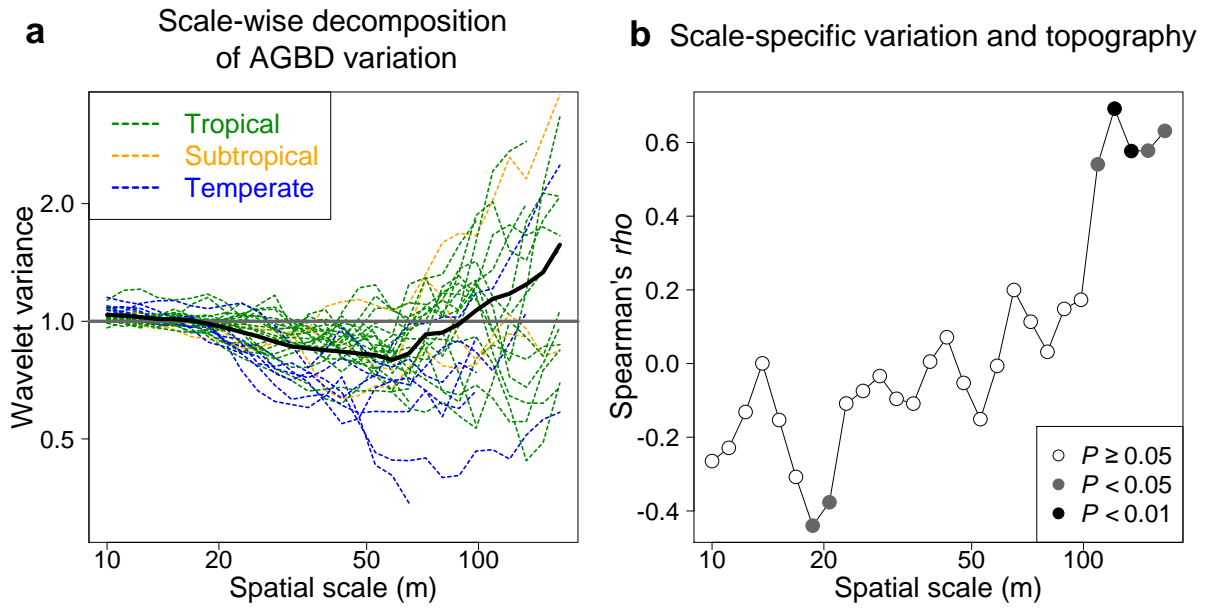 a
Scale-wise decomposition
of AGBD variation
Tropical
Subtropical
Temperate
Wavelet variance
2.0
1.0
0.5
10
20
50
100
Spatial scale (m)
b
Scale-specific variation and topography
Spearman's rho
0.6
0.4
0.2
0.0
-0.2
-0.4
P ≥ 0.05
P < 0.05
P < 0.01
10
20
50
100
Spatial scale (m)